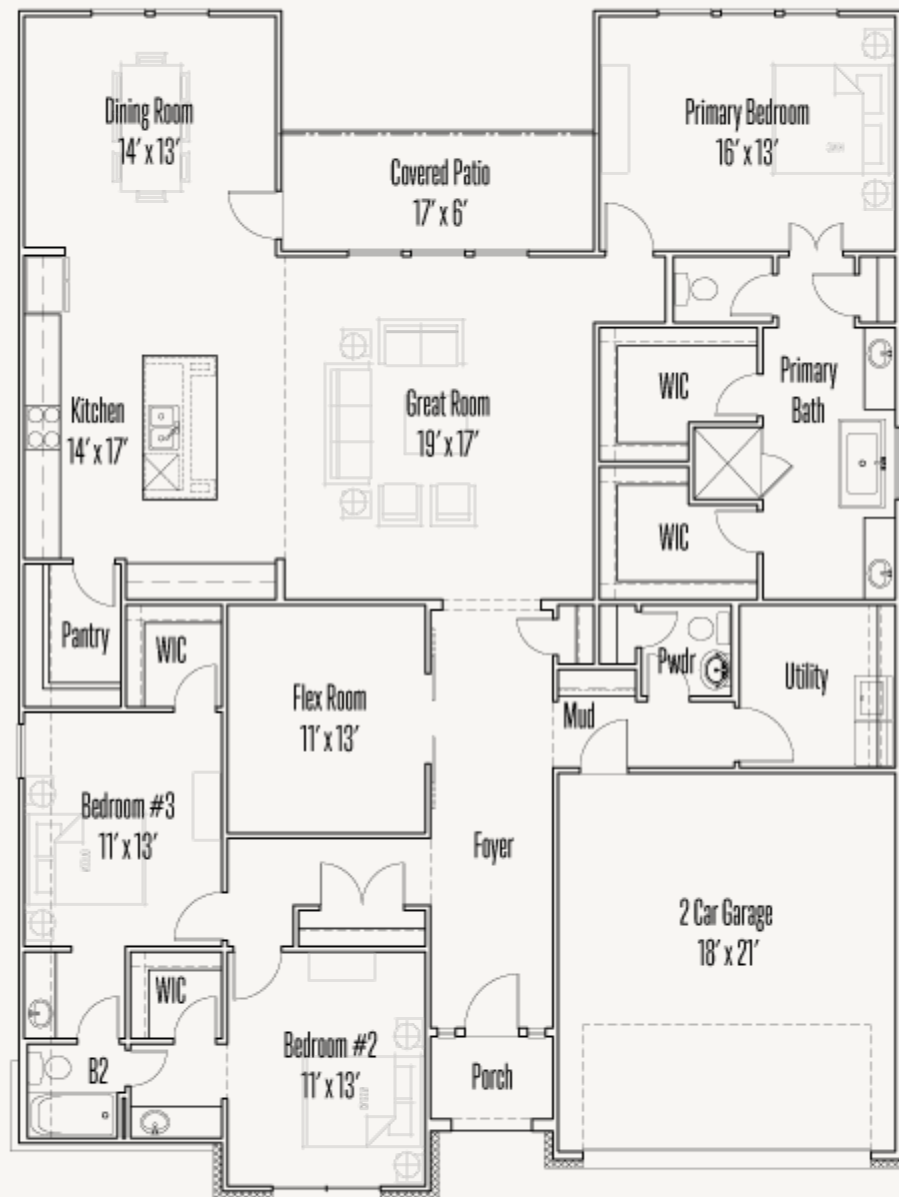 Dining Room
14' x 13'
Covered Patio
17' x 6'
Primary Bedroom
16' x 13'
Kitchen
14' x 17'
Great Room
19' x 17'
WIC
Primary
Bath
WIC
Pantry
WIC
Flex Room
11' x 13'
Mud
Pwdr
Utility
Bedroom #3
11' x 13'
Foyer
2 Car Garage
18' x 21'
WIC
B2
Bedroom #2
11' x 13'
Porch